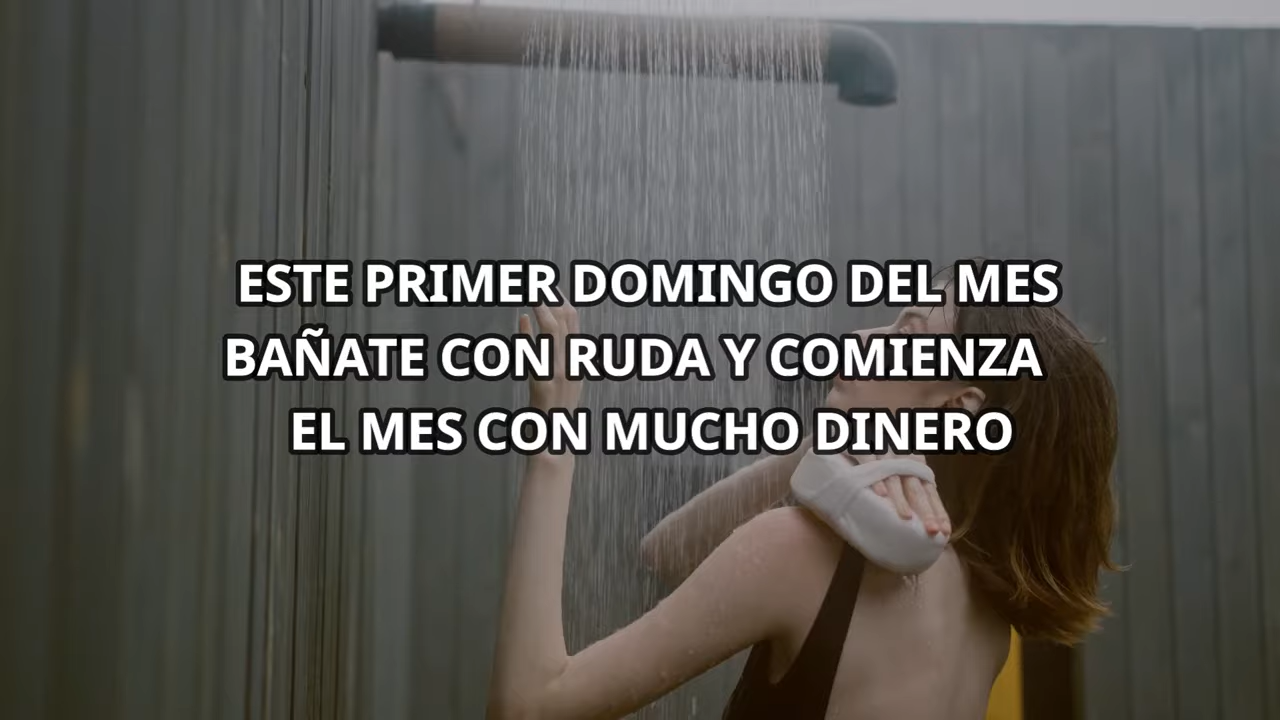 ESTE PRIMER DOMINGO DEL MES
BAÑATE CON RUDA Y COMIENZA
EL MES CON MUCHO DINERO